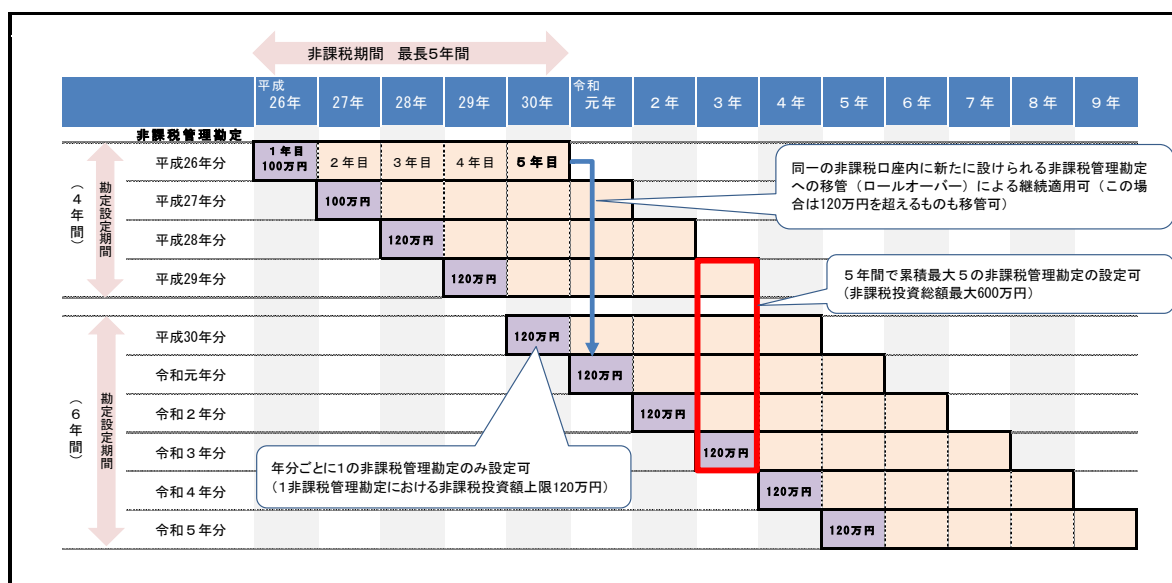 非課税期間 最長5年間
平成
26年 27年 28年 29年 30年
令和
元年 2年 3年 4年 5年 6年 7年 8年 9年
非課税管理勘定
勘定設定期間
(4年間)
平成26年分
1年目
100万円
2年目 3年目 4年目 5年目
平成27年分 100万円
平成28年分 120万円
平成29年分 120万円
同一の非課税口座内に新たに設けられる非課税管理勘定
への移管(ロールオーバー)による継続適用可(この場
合は120万円を超えるものも移管可)
5年間で累積最大5の非課税管理勘定の設定可
(非課税投資総額最大600万円)
勘定設定期間
(6年間)
平成30年分 120万円
令和元年分 120万円
令和2年分 120万円
令和3年分 120万円
令和4年分 120万円
令和5年分 120万円
年分ごとに1の非課税管理勘定のみ設定可
(1非課税管理勘定における非課税投資額上限120万円)